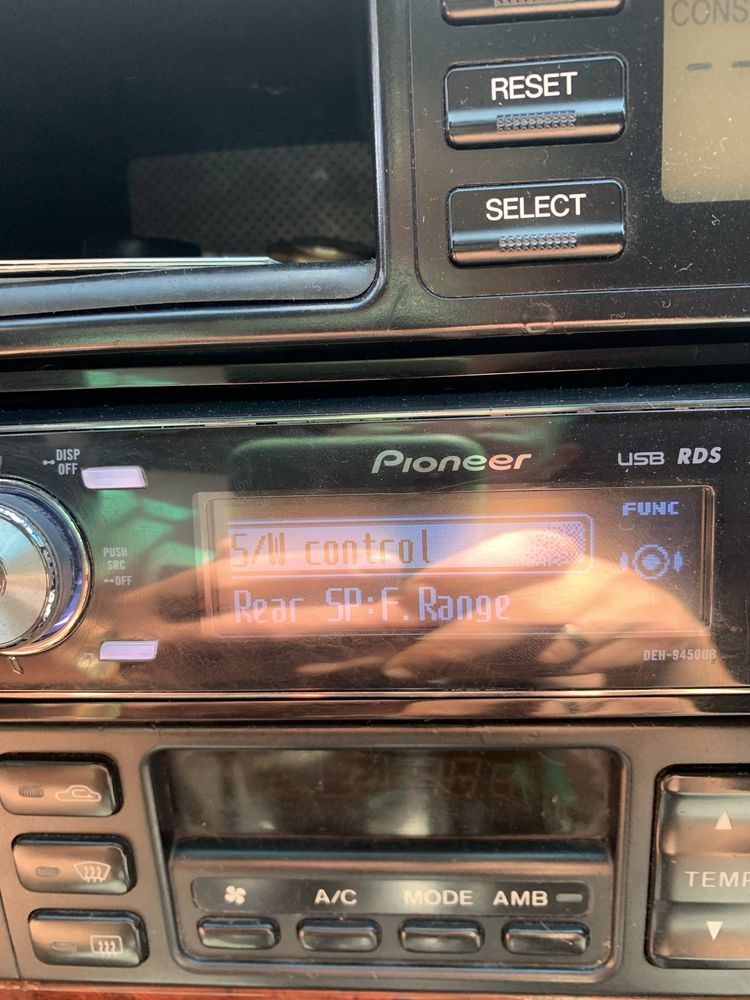 CONS
RESET
SELECT
DISP
OFF
Pioneer
USB RDS
FUNC
PUSH
SRC
OFF
S/W control
Rear SP:F.Range
DEH-9450UB
A/C MODE AMB
TEMP